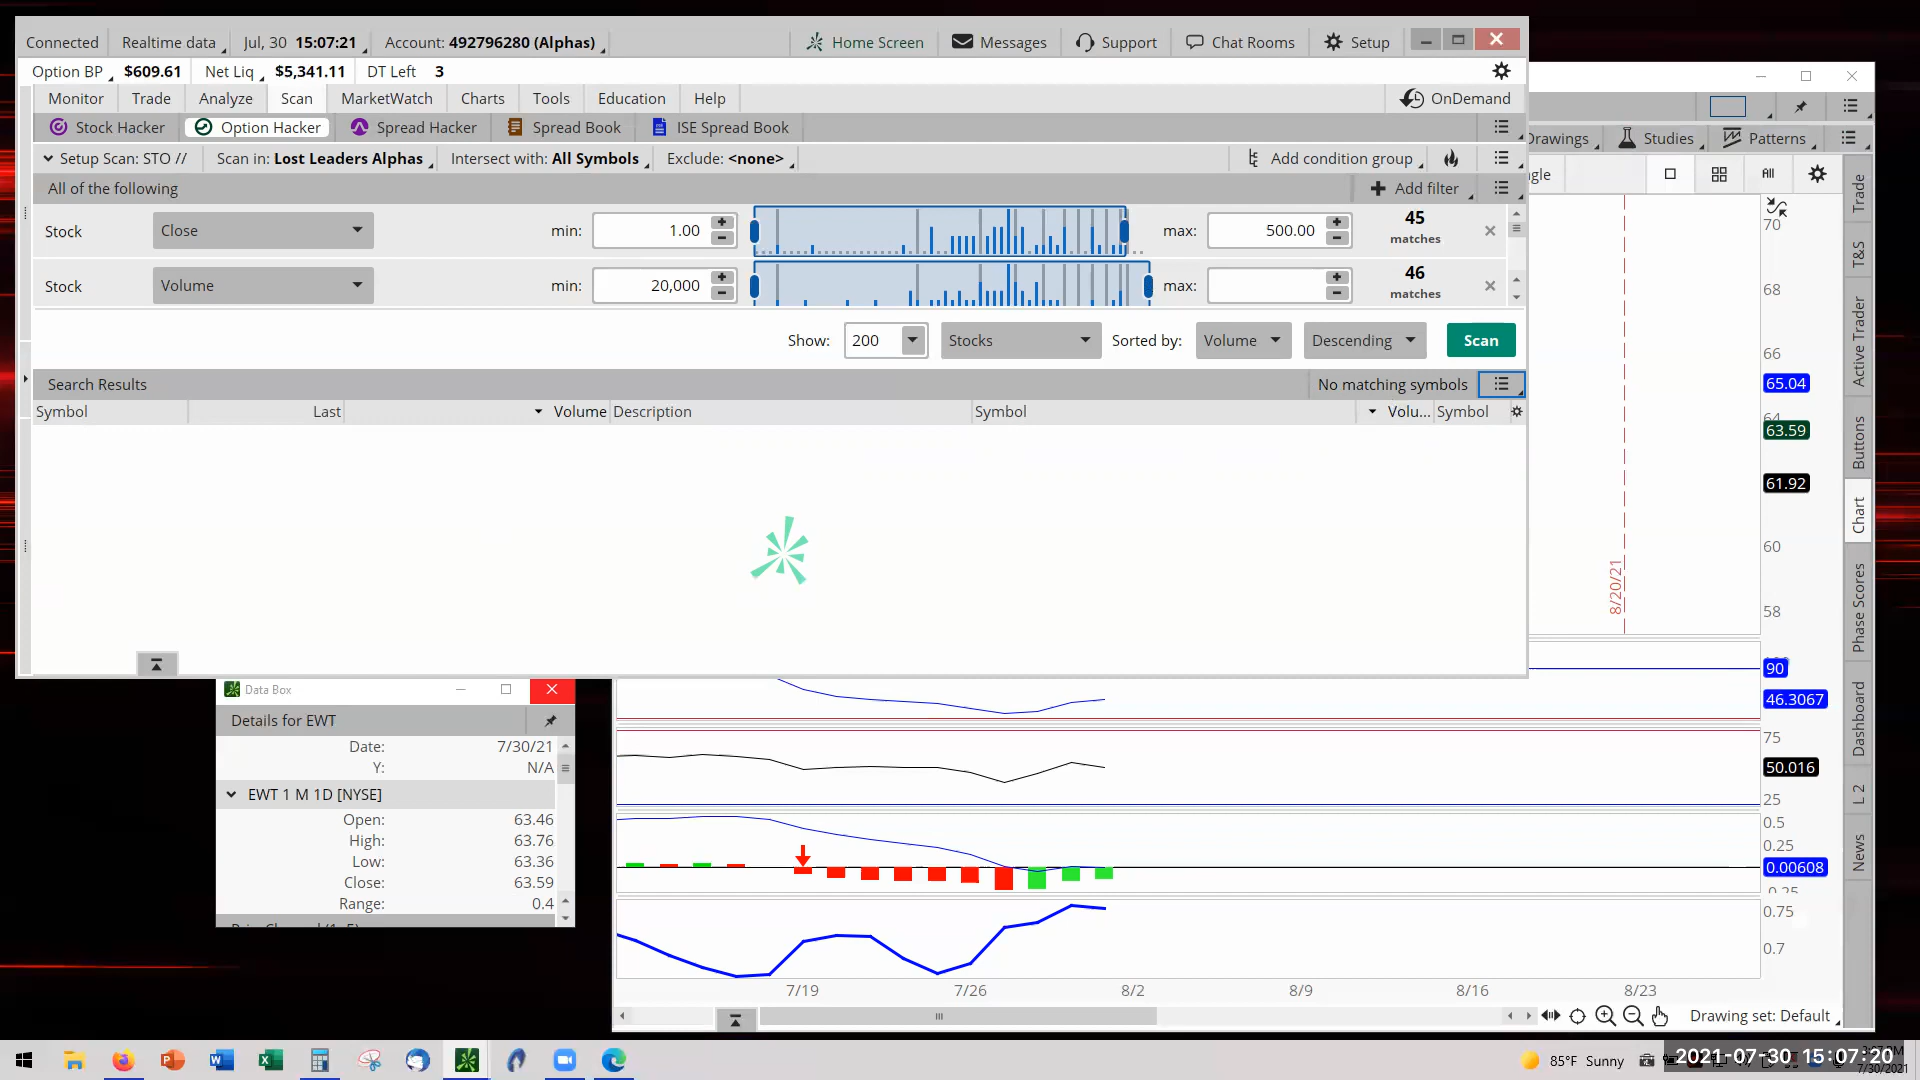 Connected Realtime data Jul, 30 15:07:21 Account: 492796280 (Alphas) Home Screen Messages Support Chat Rooms Setup
Option BP $609.61 Net Liq $5,341.11 DT Left 3
Monitor Trade Analyze Scan MarketWatch Charts Tools Education Help OnDemand
Stock Hacker Option Hacker Spread Hacker Spread Book ISE Spread Book
Drawings Studies Patterns
Setup Scan: STO // Scan in: Lost Leaders Alphas Intersect with: All Symbols Exclude: <none> Add condition group
gle All
All of the following Add filter
Stock Close min: 1.00 max: 500.00 45
matches
Stock Volume min: 20,000 max: 46
matches
Show: 200 Stocks Sorted by: Volume Descending Scan
Search Results No matching symbols
Symbol Last Volume Description Symbol Volu... Symbol
70
68
66
65.04
64
63.59
61.92
60
58
8/20/21
Trade
T&S
Active Trader
Buttons
Chart
Phase Scores
Dashboard
L 2
News
90
46.3067
75
50.016
25
0.5
0.25
0.00608
-0.25
0.75
0.7
Data Box
Details for EWT
Date: 7/30/21
Y: N/A
EWT 1 M 1D [NYSE]
Open: 63.46
High: 63.76
Low: 63.36
Close: 63.59
Range: 0.4
7/19 7/26 8/2 8/9 8/16 8/23
Drawing set: Default
85°F Sunny
2021-07-30 15:07:20
7/30/2021